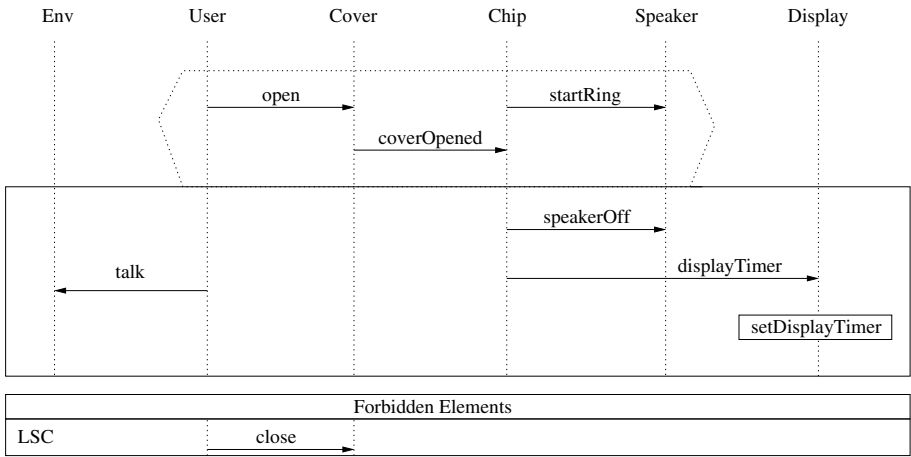 Env User Cover Chip Speaker Display
open startRing
coverOpened
speakerOff
displayTimer
talk
setDisplayTimer
Forbidden Elements
LSC close